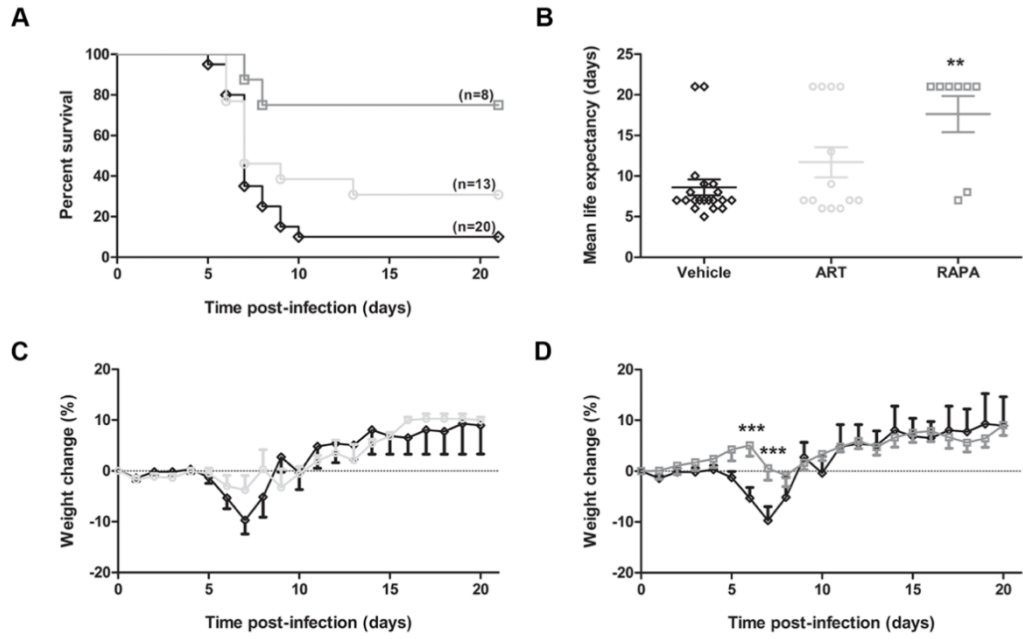 A
Percent survival
100
80
60
40
20
0
(n=8)
(n=13)
(n=20)
0 5 10 15 20
Time post-infection (days)
B
Mean life expectancy (days)
25
20
15
10
5
0
**
Vehicle ART RAPA
C
Weight change (%)
20
10
0
-10
-20
0 5 10 15 20
Time post-infection (days)
D
Weight change (%)
20
10
0
-10
-20
***
***
0 5 10 15 20
Time post-infection (days)